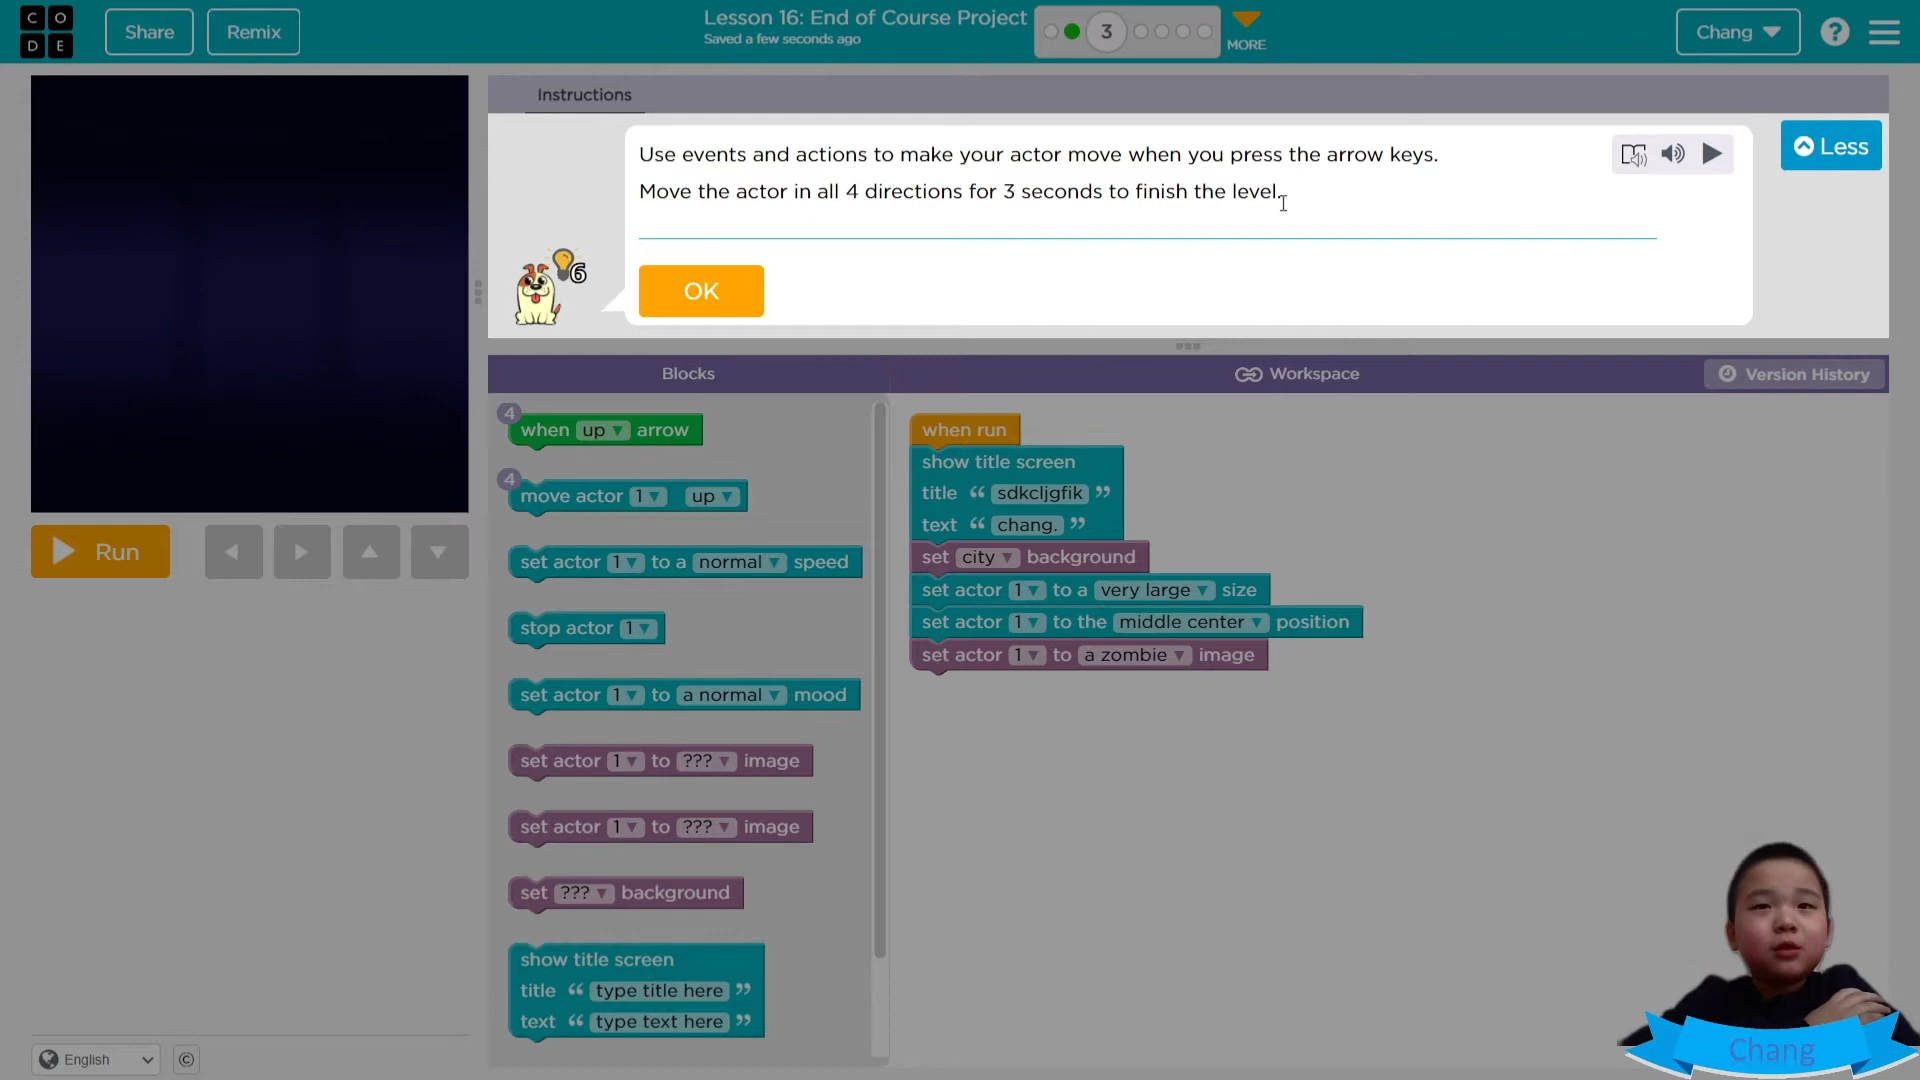 C O
D E
Share
Remix
Lesson 16: End of Course Project
Saved a few seconds ago
3
MORE
Chang
?
Instructions
Use events and actions to make your actor move when you press the arrow keys.
Move the actor in all 4 directions for 3 seconds to finish the level.
Less
6
OK
Blocks
Workspace
Version History
4
when up arrow
4
move actor 1 up
set actor 1 to a normal speed
stop actor 1
set actor 1 to a normal mood
set actor 1 to ??? image
set actor 1 to ??? image
set ??? background
show title screen
title “ type title here ”
text “ type text here ”
when run
show title screen
title “ sdkcljgfik ”
text “ chang. ”
set city background
set actor 1 to a very large size
set actor 1 to the middle center position
set actor 1 to a zombie image
Run
English
©
Chang